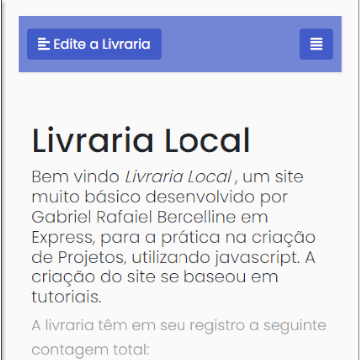 Edite a Livraria
Livraria Local
Bem vindo Livraria Local , um site
muito básico desenvolvido por
Gabriel Rafaiel Bercelline em
Express, para a prática na criação
de Projetos, utilizando javascript. A
criação do site se baseou em
tutoriais.
A livraria têm em seu registro a seguinte
contagem total: